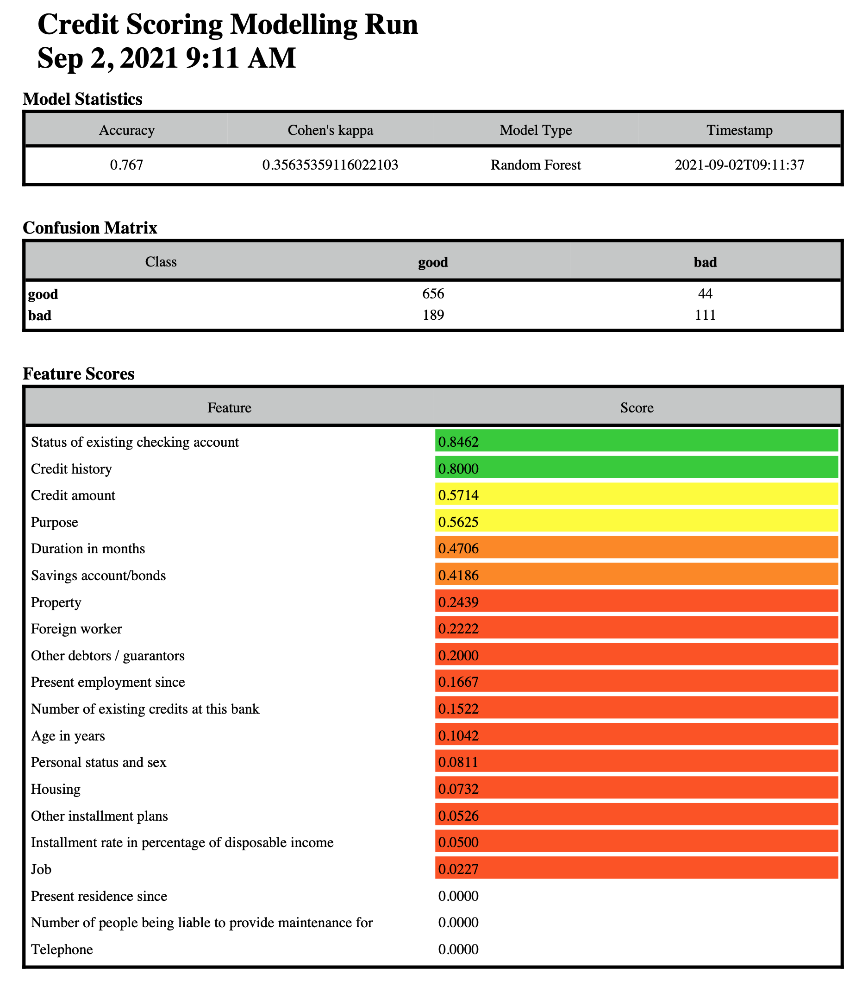 Credit Scoring Modelling Run
Sep 2, 2021 9:11 AM
Model Statistics
Accuracy Cohen's kappa Model Type Timestamp
0.767 0.35635359116022103 Random Forest 2021-09-02T09:11:37
Confusion Matrix
Class good bad
good 656 44
bad 189 111
Feature Scores
Feature Score
Status of existing checking account 0.8462
Credit history 0.8000
Credit amount 0.5714
Purpose 0.5625
Duration in months 0.4706
Savings account/bonds 0.4186
Property 0.2439
Foreign worker 0.2222
Other debtors / guarantors 0.2000
Present employment since 0.1667
Number of existing credits at this bank 0.1522
Age in years 0.1042
Personal status and sex 0.0811
Housing 0.0732
Other installment plans 0.0526
Installment rate in percentage of disposable income 0.0500
Job 0.0227
Present residence since 0.0000
Number of people being liable to provide maintenance for 0.0000
Telephone 0.0000